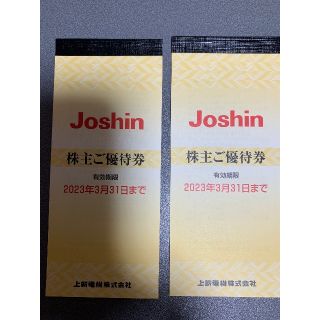 Joshin
株主ご優待券
有効期限
2023年3月31日まで
上新電機株式会社
Joshin
株主ご優待券
有効期限
2023年3月31日まで
上新電機株式会社